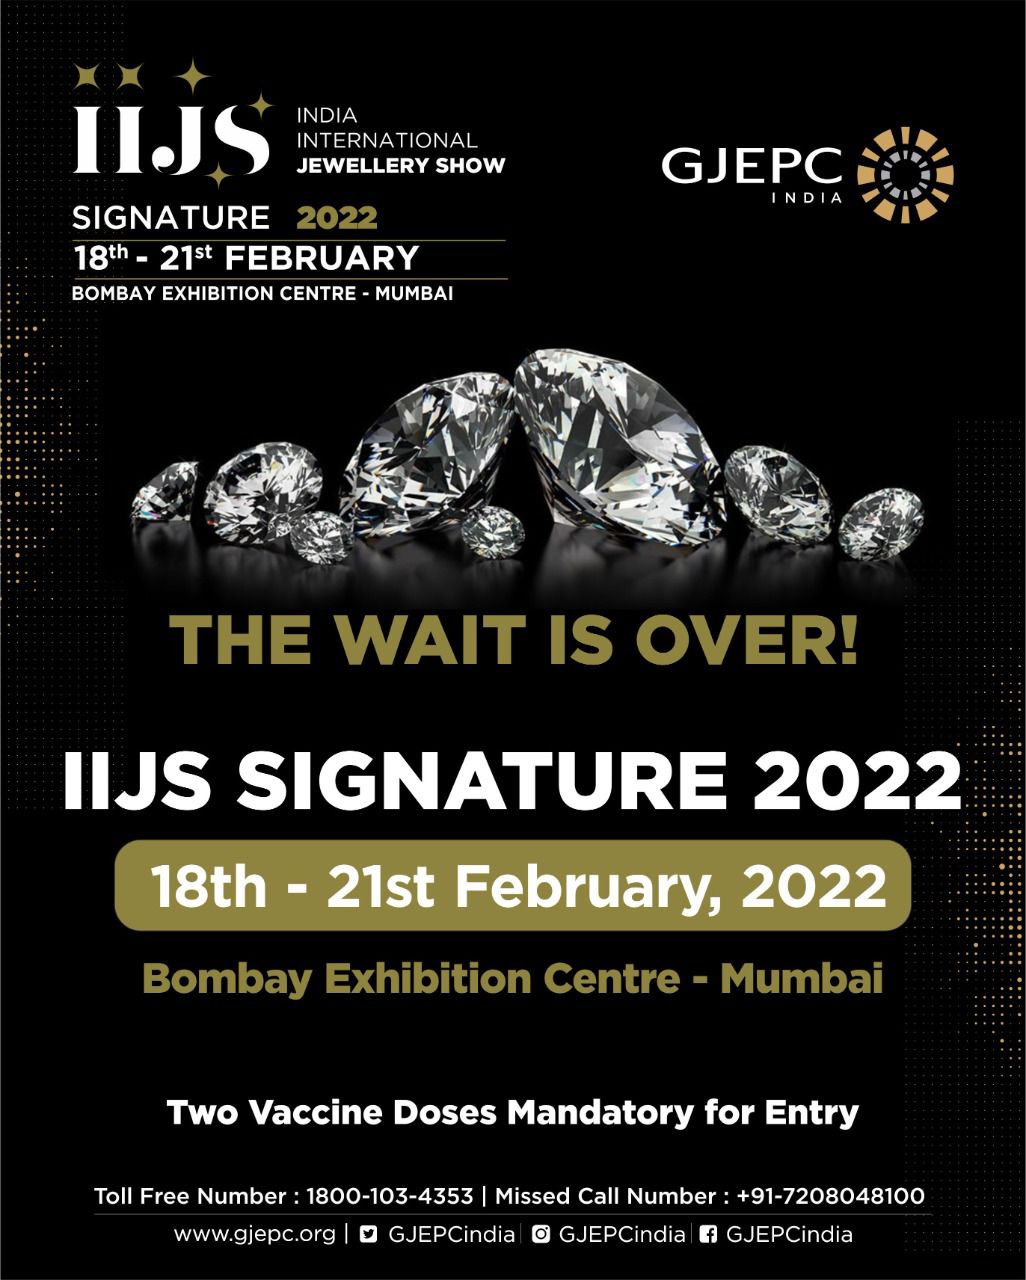 IIJS
INDIA
INTERNATIONAL
JEWELLERY SHOW
SIGNATURE 2022
18th - 21st FEBRUARY
BOMBAY EXHIBITION CENTRE - MUMBAI
GJEPC
INDIA
THE WAIT IS OVER!
IIJS SIGNATURE 2022
18th - 21st February, 2022
Bombay Exhibition Centre - Mumbai
Two Vaccine Doses Mandatory for Entry
Toll Free Number : 1800-103-4353 | Missed Call Number : +91-7208048100
www.gjepc.org | GJEPCindia | GJEPCindia | GJEPCindia